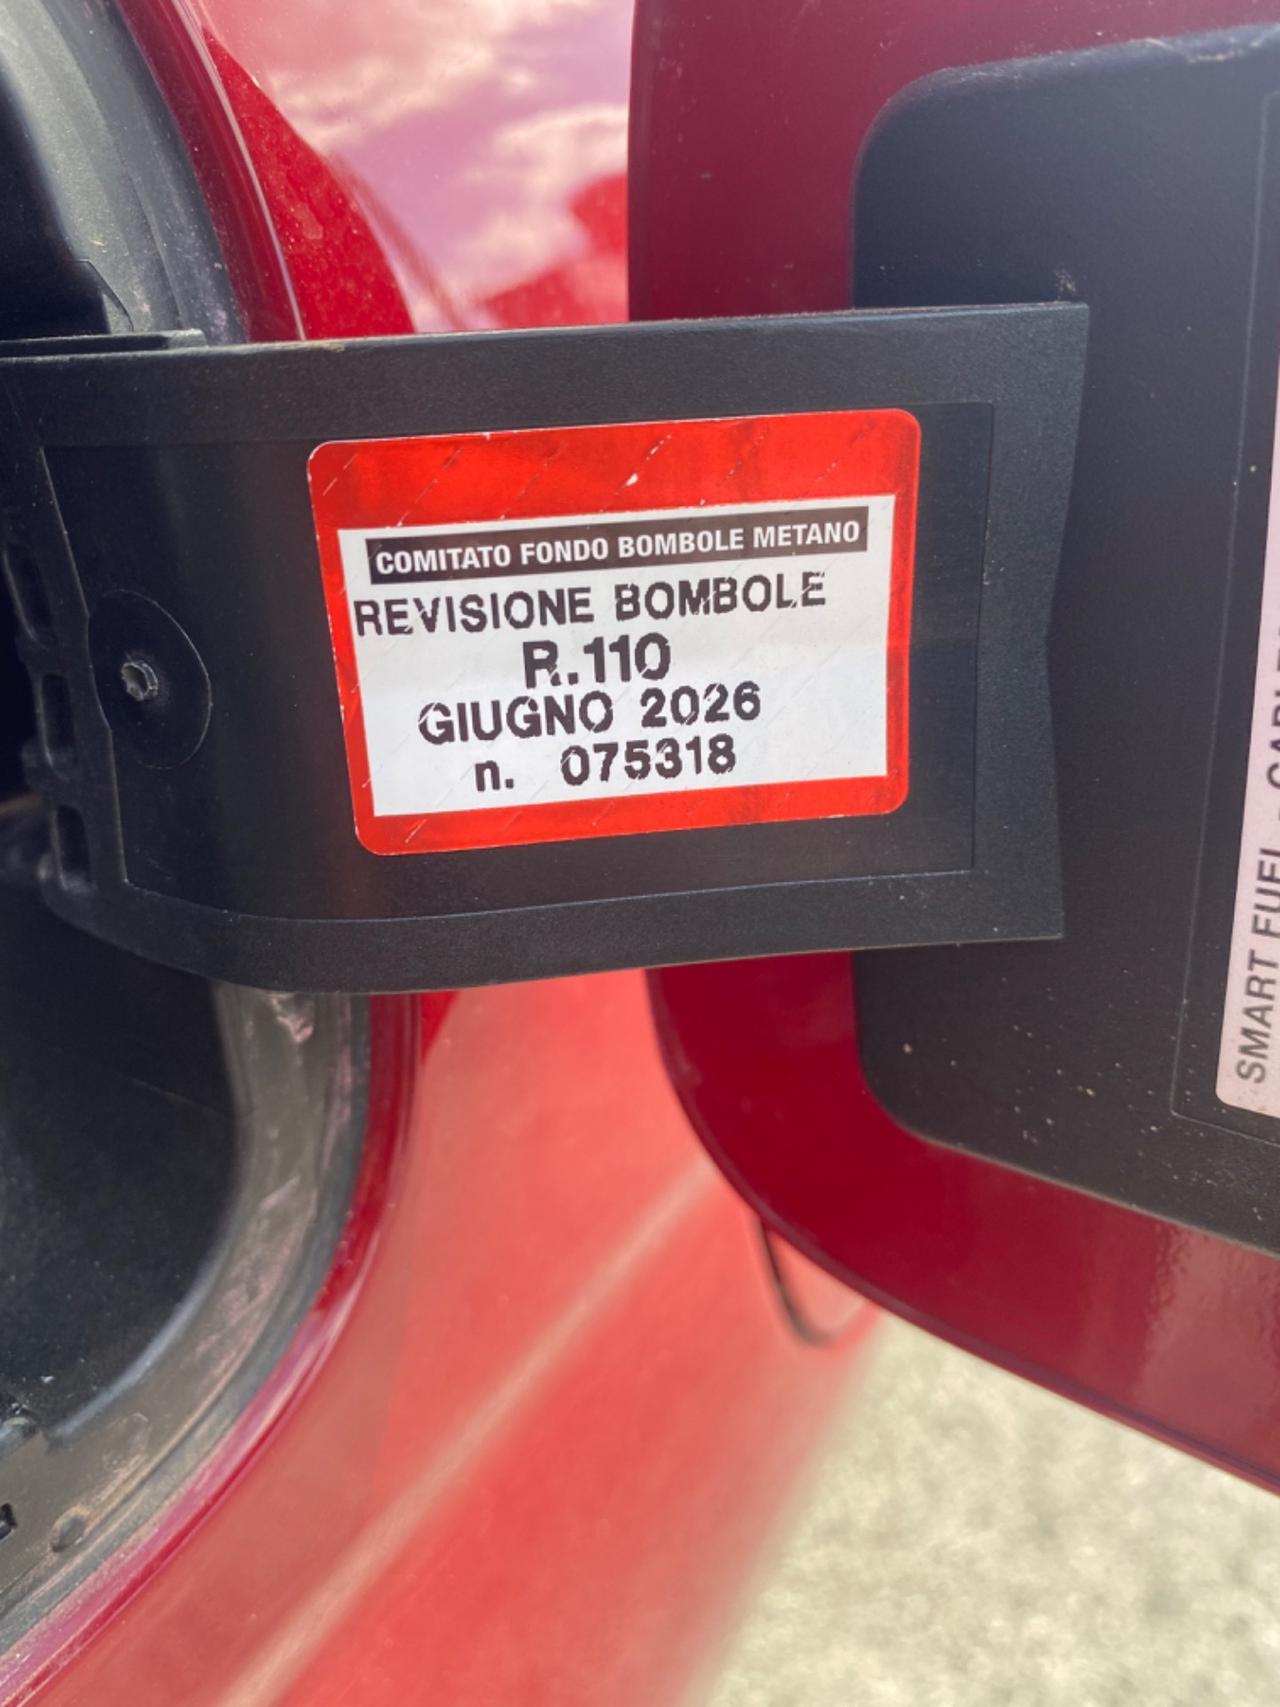 COMITATO FONDO BOMBOLE METANO
REVISIONE BOMBOLE
R.110
GIUGNO 2026
n. 075318
SMART FUEL